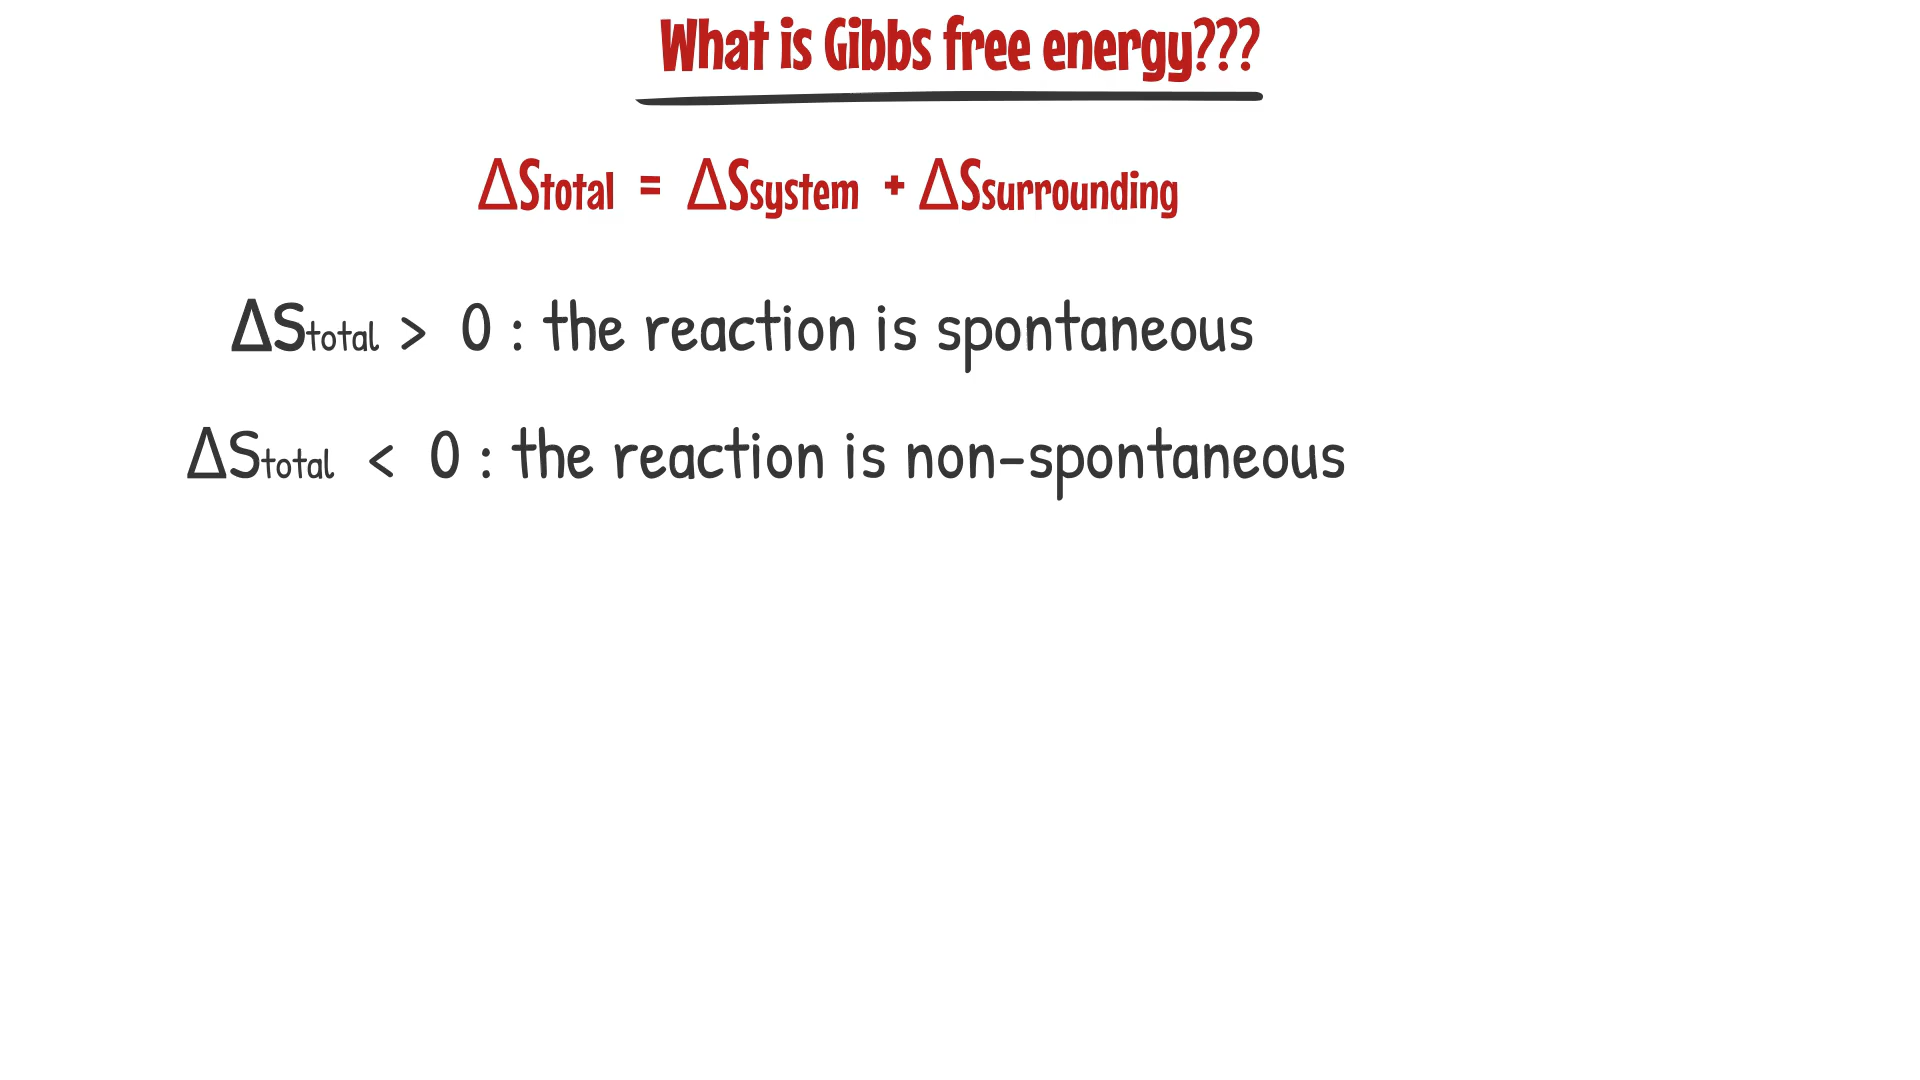 What is Gibbs free energy???
ΔStotal = ΔSsystem + ΔSsurrounding
ΔStotal > 0 : the reaction is spontaneous
ΔStotal < 0 : the reaction is non-spontaneous